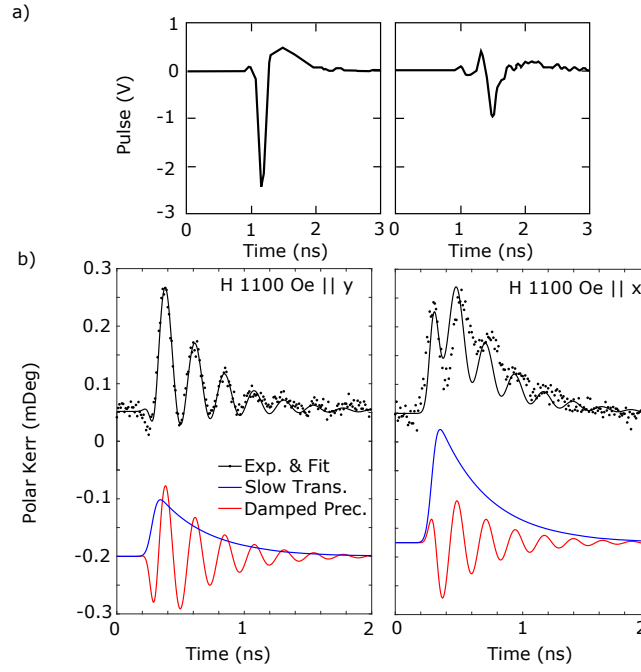 a)
Pulse (V)
1
0
-1
-2
-3
0 1 2 3
0 1 2 3
Time (ns)
Time (ns)
b)
Polar Kerr (mDeg)
0.3
0.2
0.1
0
-0.1
-0.2
-0.3
H 1100 Oe || y
H 1100 Oe || x
Exp. & Fit
Slow Trans.
Damped Prec.
0 1 2
0 1 2
Time (ns)
Time (ns)